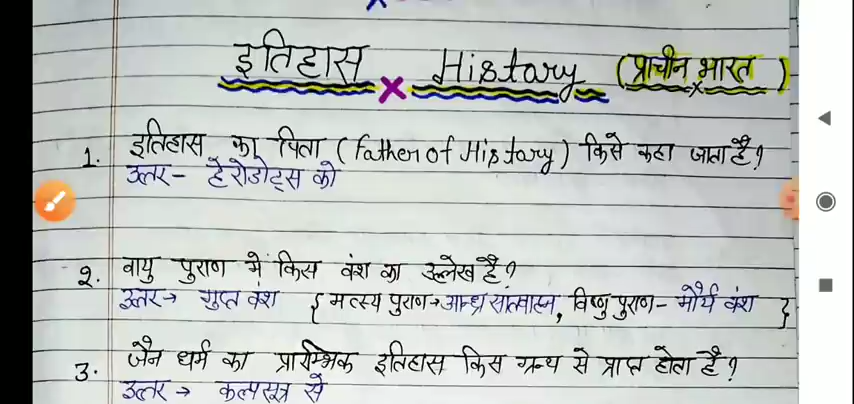 इतिहास × History (प्राचीन भारत)
1. इतिहास का पिता (father of History) किसे कहा जाता है?
उत्तर - हेरोडोट्स को
2. वायु पुराण में किस वंश का उल्लेख है?
उत्तर → गुप्त वंश { मत्स्य पुराण → आन्ध्र सातवाहन, विष्णु पुराण - मौर्य वंश }
3. जैन धर्म का प्रारम्भिक इतिहास किस ग्रन्थ से प्राप्त होता है?
उत्तर → कल्पसूत्र से